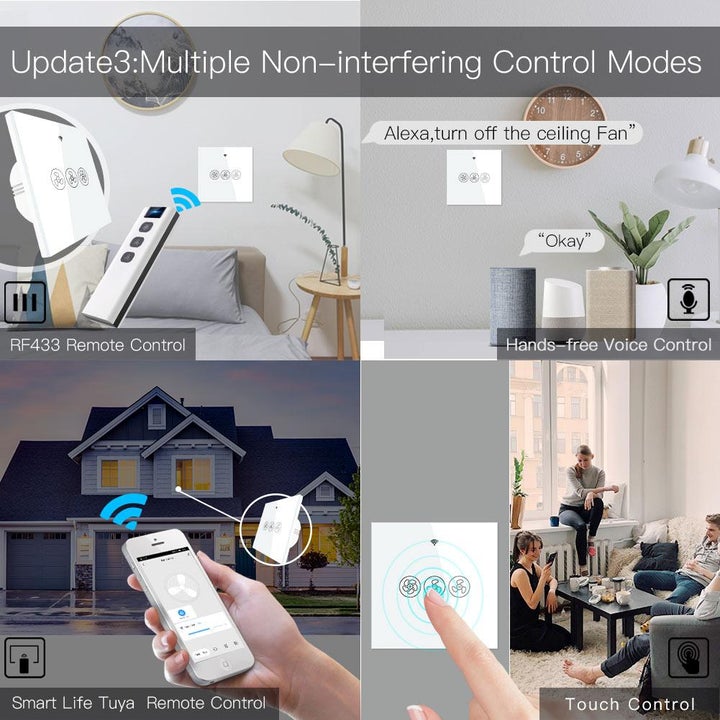 Update3:Multiple Non-interfering Control Modes
Alexa,turn off the ceiling Fan”
“Okay”
RF433 Remote Control
Hands-free Voice Control
Smart Life Tuya Remote Control
Touch Control